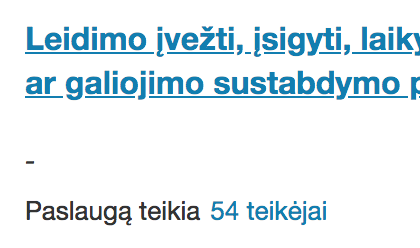 Leidimo įvežti, įsigyti, laiky
ar galiojimo sustabdymo p
-
Paslaugą teikia 54 teikėjai